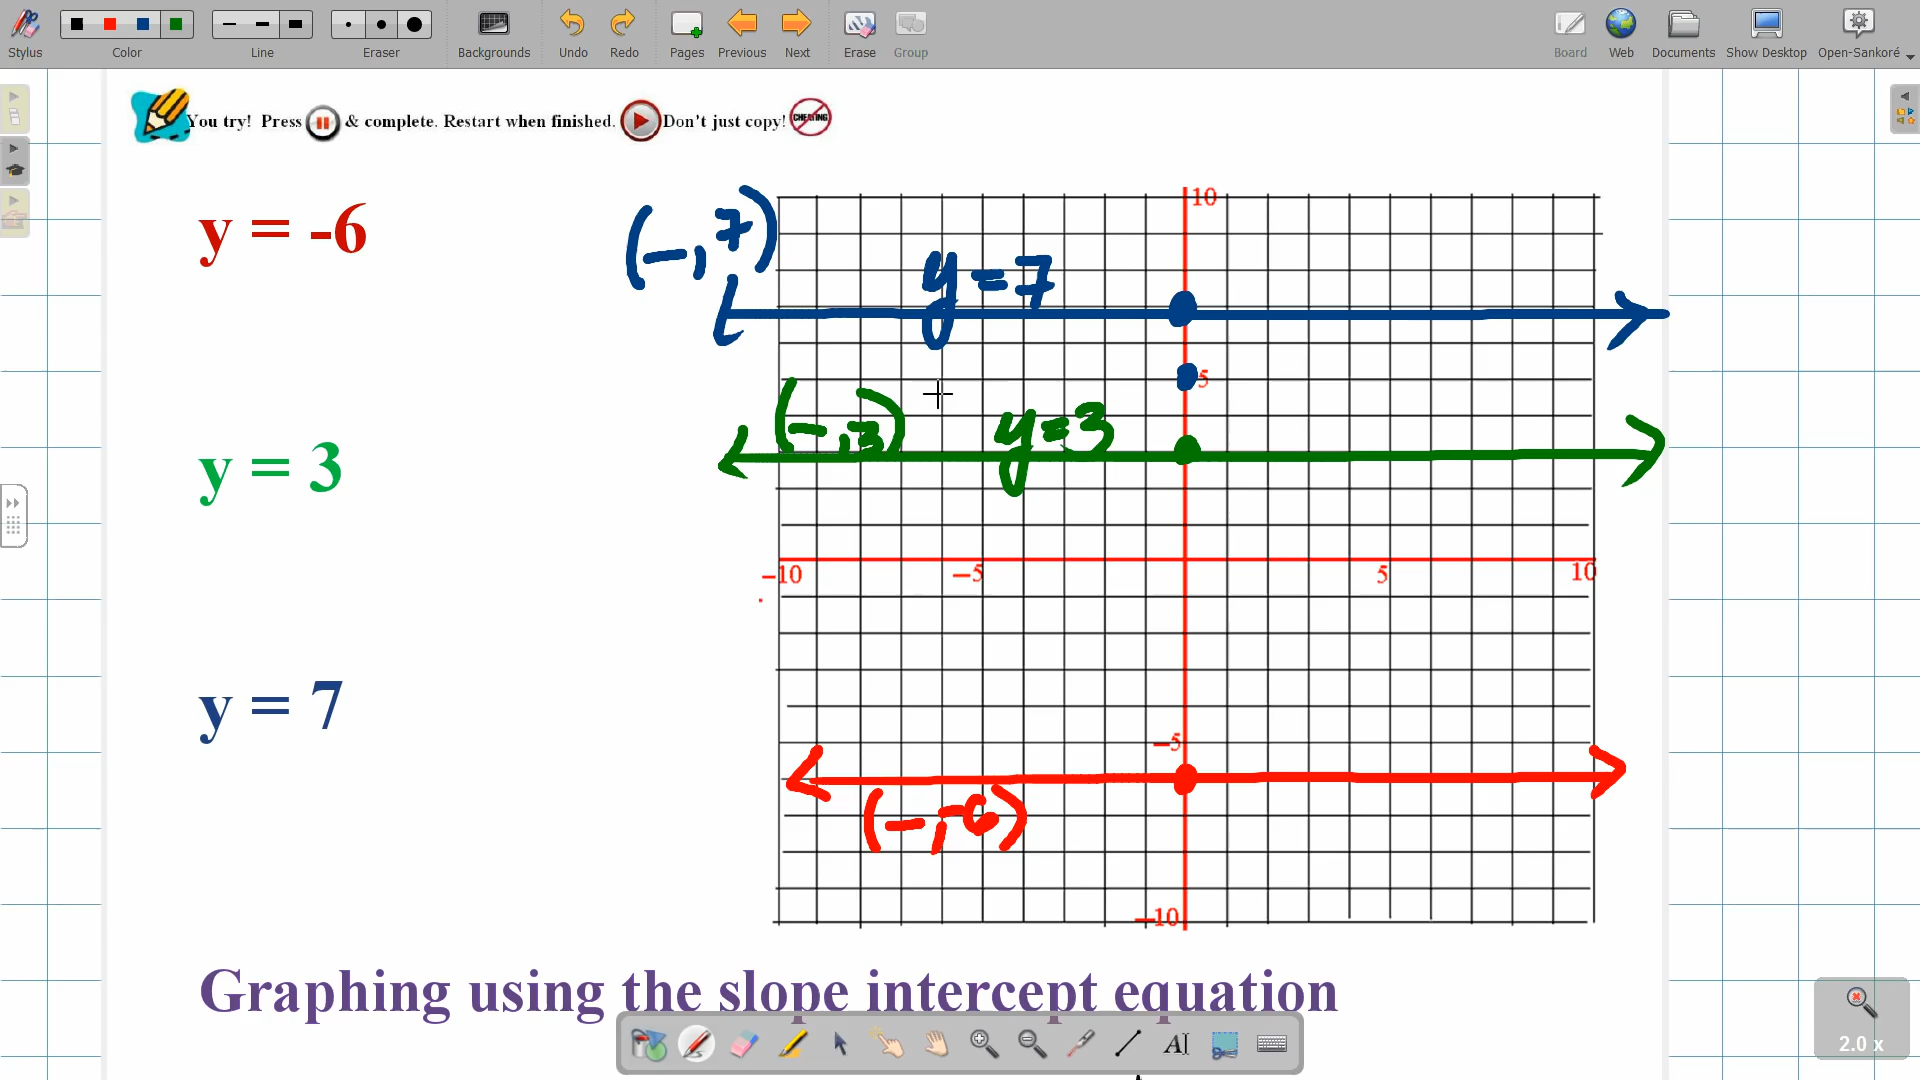 Stylus Color Line Eraser Backgrounds Undo Redo Pages Previous Next Erase Group Board Web Documents Show Desktop Open-Sankoré
You try! Press & complete. Restart when finished. Don't just copy! CHEATING
y = -6
y = 3
y = 7
(–, 7)
y = 7
(–, 3)
y = 3
(–, -6)
10
5
–10
–5
5
10
–5
–10
Graphing using the slope intercept equation
2.0 x